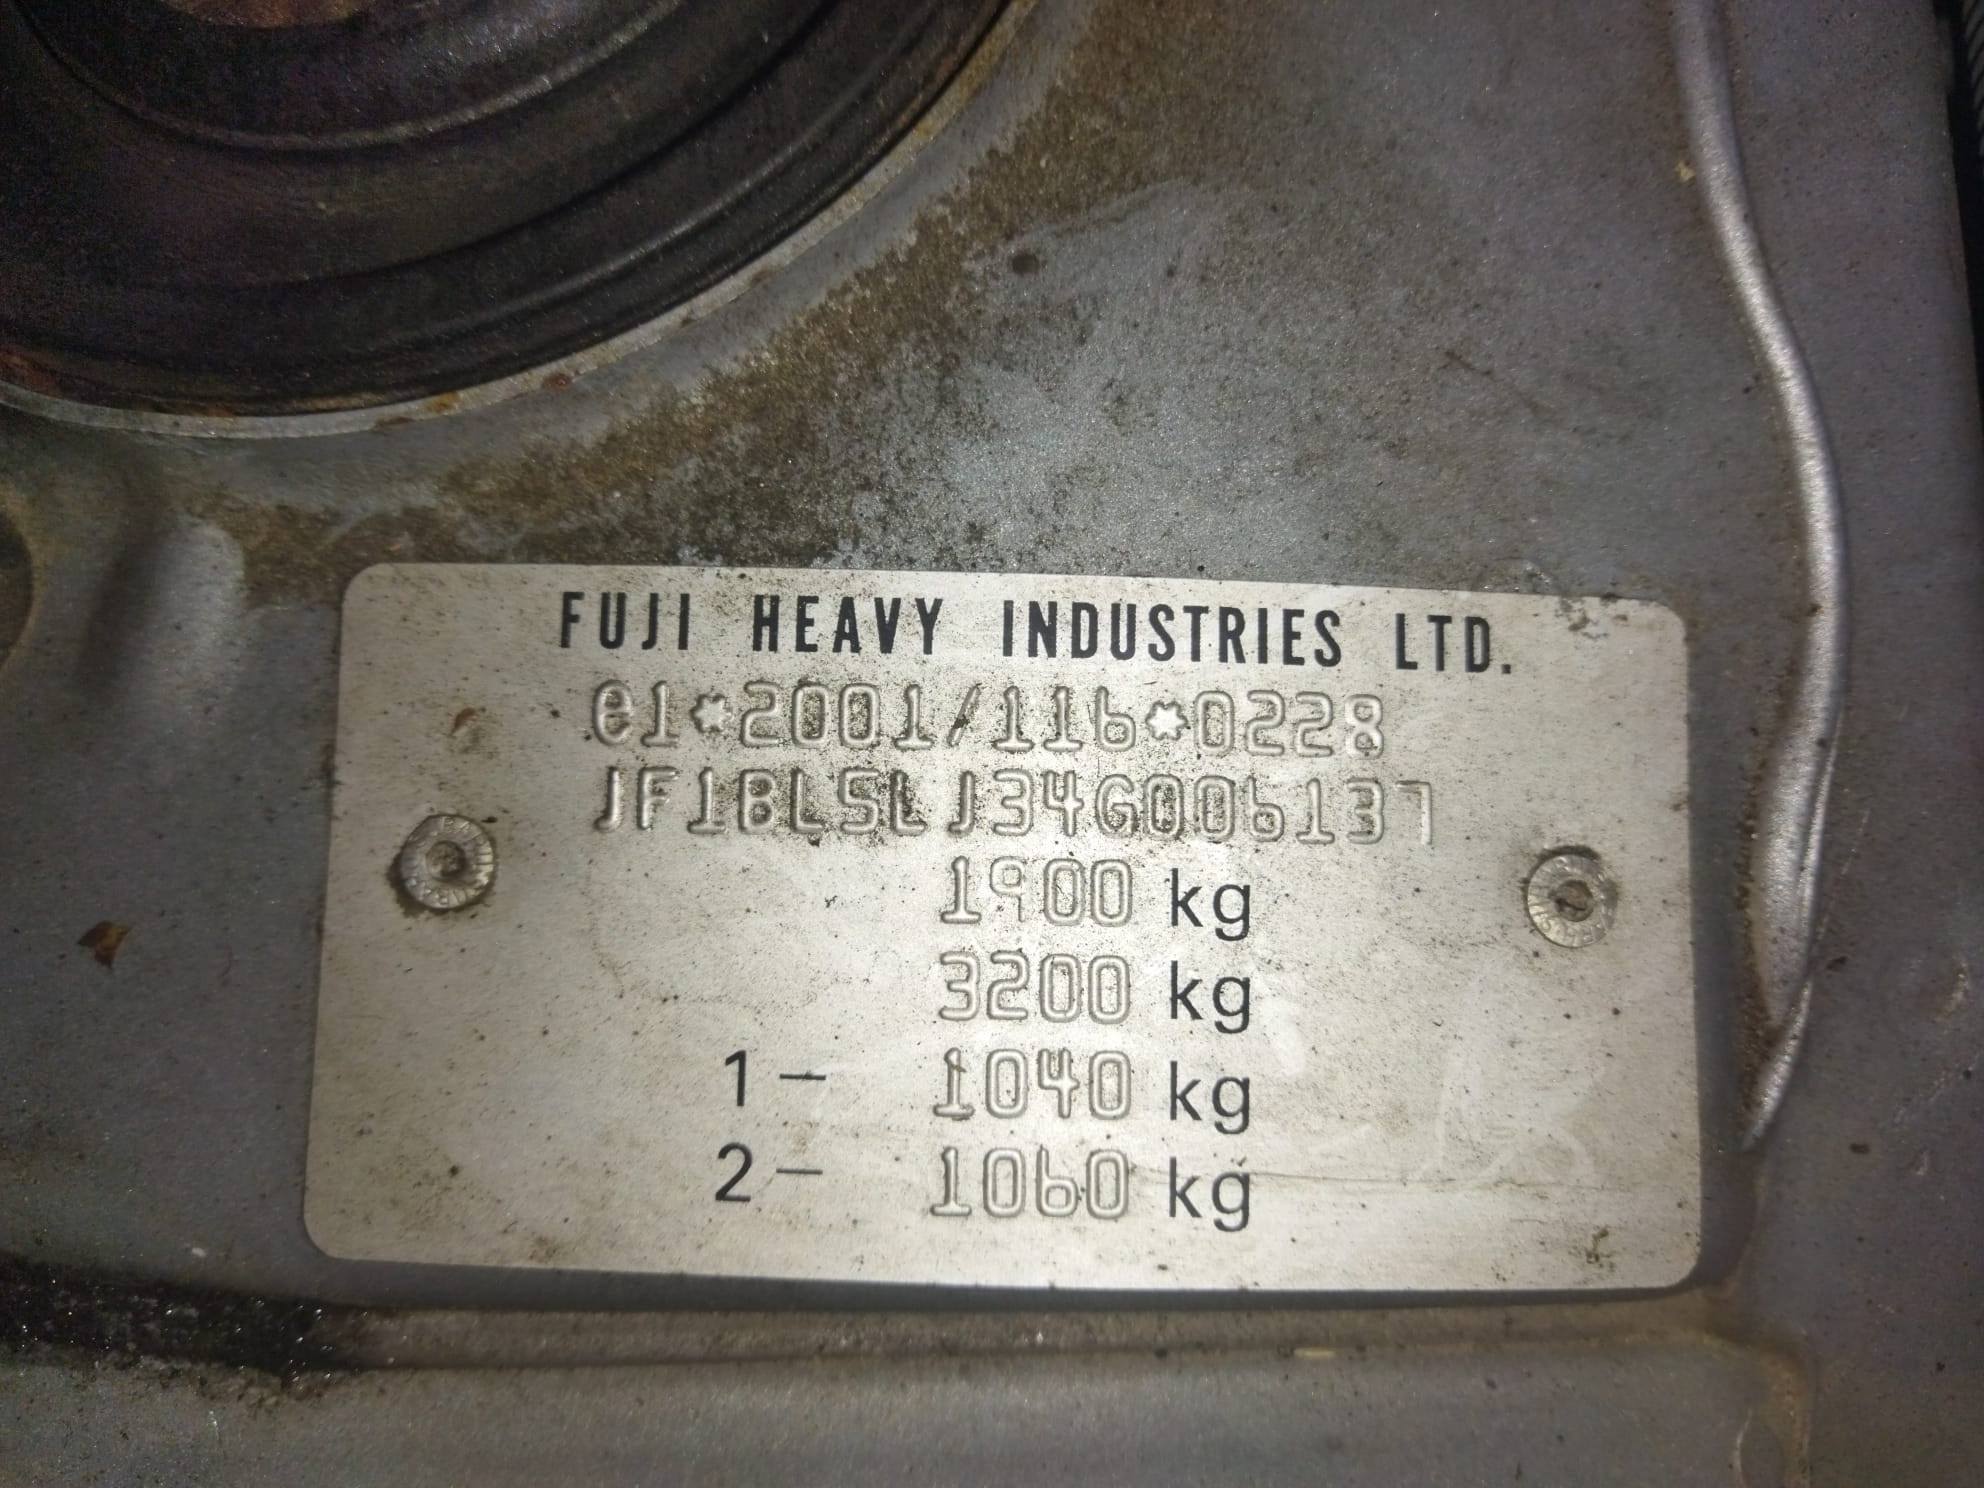 FUJI HEAVY INDUSTRIES LTD.
e1*2001/116*0228
JF1BL5LJ34G006137
1900 kg
3200 kg
1- 1040 kg
2- 1060 kg